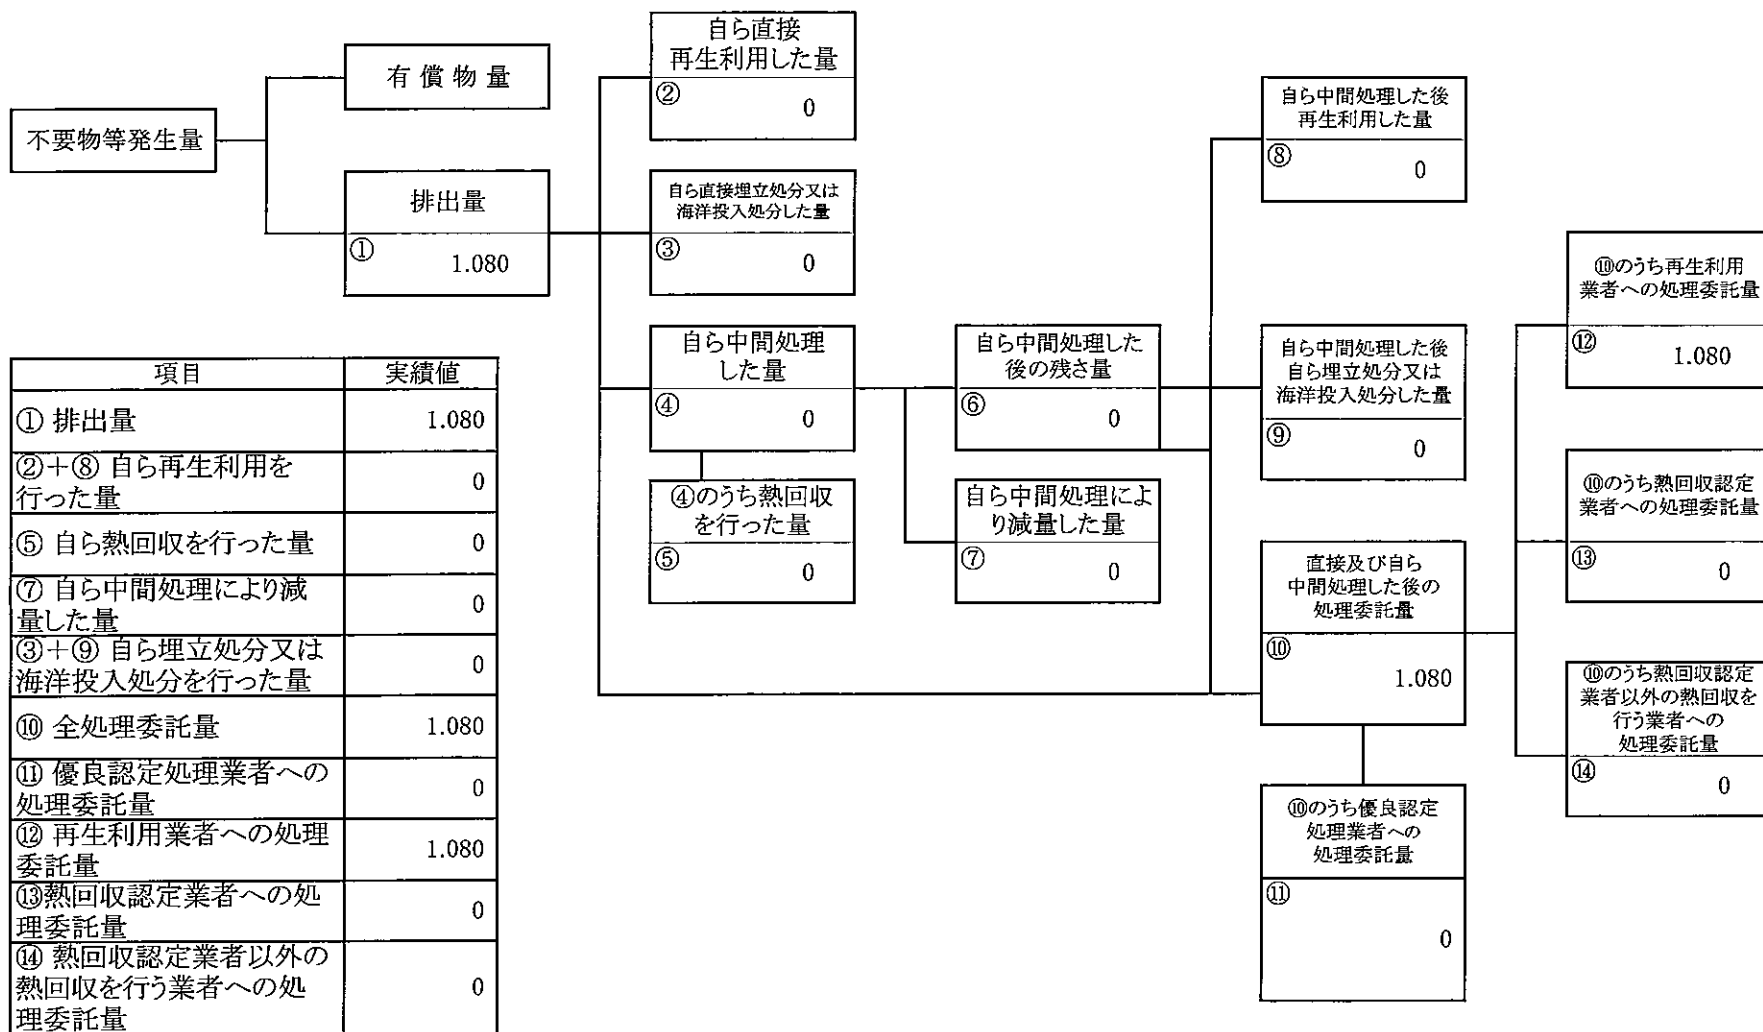 不要物等発生量
有償物量
排出量
① 1.080
自ら直接
再生利用した量
② 0
自ら直接埋立処分又は
海洋投入処分した量
③ 0
自ら中間処理
した量
④ 0
④のうち熱回収
を行った量
⑤ 0
自ら中間処理した
後の残さ量
⑥ 0
自ら中間処理によ
り減量した量
⑦ 0
自ら中間処理した後
再生利用した量
⑧ 0
自ら中間処理した後
自ら埋立処分又は
海洋投入処分した量
⑨ 0
直接及び自ら
中間処理した後の
処理委託量
⑩ 1.080
⑩のうち優良認定
処理業者への
処理委託量
⑪ 0
⑩のうち再生利用
業者への処理委託量
⑫ 1.080
⑩のうち熱回収認定
業者への処理委託量
⑬ 0
⑩のうち熱回収認定
業者以外の熱回収を
行う業者への
処理委託量
⑭ 0
項目 実績値
① 排出量 1.080
②+⑧ 自ら再生利用を
行った量 0
⑤ 自ら熱回収を行った量 0
⑦ 自ら中間処理により減
量した量 0
③+⑨ 自ら埋立処分又は
海洋投入処分を行った量 0
⑩ 全処理委託量 1.080
⑪ 優良認定処理業者への
処理委託量 0
⑫ 再生利用業者への処理
委託量 1.080
⑬熱回収認定業者への処
理委託量 0
⑭ 熱回収認定業者以外の
熱回収を行う業者への処
理委託量 0